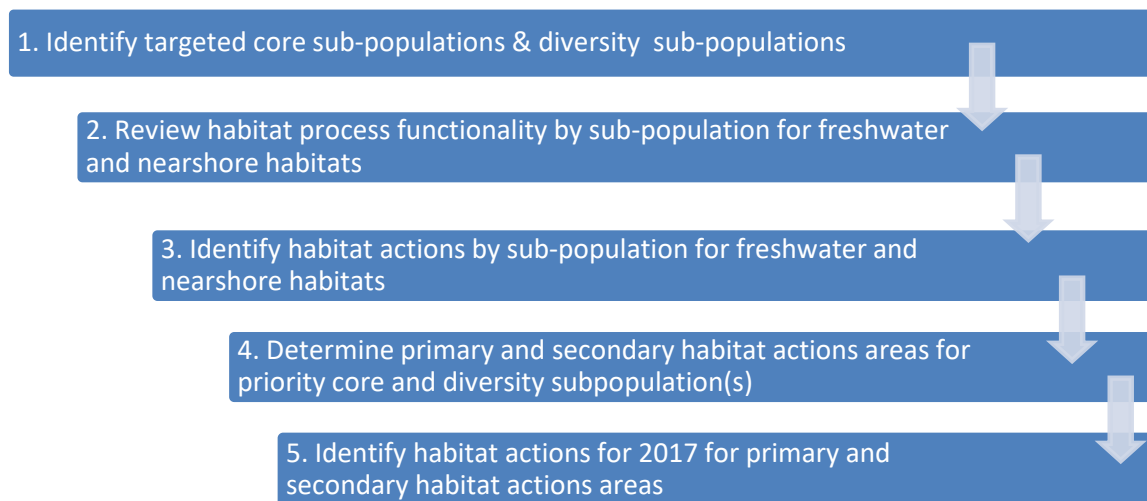 1. Identify targeted core sub-populations & diversity  sub-populations
2. Review habitat process functionality by sub-population for freshwater
and nearshore habitats
3. Identify habitat actions by sub-population for freshwater and
nearshore habitats
4. Determine primary and secondary habitat actions areas for
priority core and diversity subpopulation(s)
5. Identify habitat actions for 2017 for primary and
secondary habitat actions areas